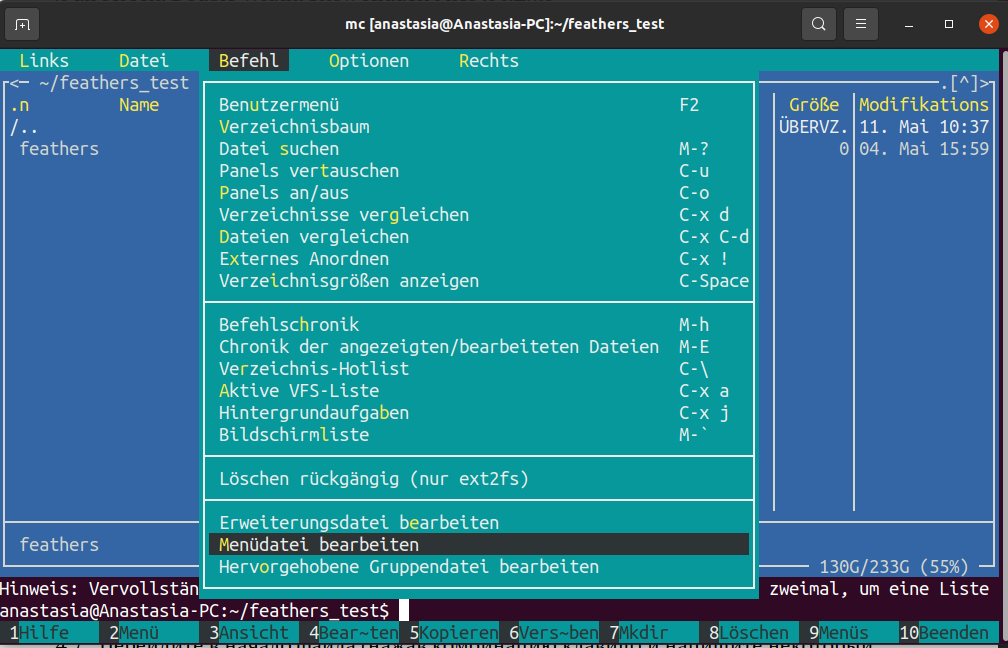 mc [anastasia@Anastasia-PC]:~/feathers_test
Links Datei Befehl Optionen Rechts
<— ~/feathers_test .[^]>
.n Name Größe Modifikations
/.. ÜBERVZ. 11. Mai 10:37
feathers 0 04. Mai 15:59
Benutzermenü F2
Verzeichnisbaum
Datei suchen M-?
Panels vertauschen C-u
Panels an/aus C-o
Verzeichnisse vergleichen C-x d
Dateien vergleichen C-x C-d
Externes Anordnen C-x !
Verzeichnisgrößen anzeigen C-Space
Befehlschronik M-h
Chronik der angezeigten/bearbeiteten Dateien M-E
Verzeichnis-Hotlist C-\
Aktive VFS-Liste C-x a
Hintergrundaufgaben C-x j
Bildschirmliste M-`
Löschen rückgängig (nur ext2fs)
Erweiterungsdatei bearbeiten
Menüdatei bearbeiten
Hervorgehobene Gruppendatei bearbeiten
feathers
130G/233G (55%)
Hinweis: Vervollstän zweimal, um eine Liste
anastasia@Anastasia-PC:~/feathers_test$
1Hilfe 2Menü 3Ansicht 4Bear~ten 5Kopieren 6Vers~ben 7Mkdir 8Löschen 9Menüs 10Beenden